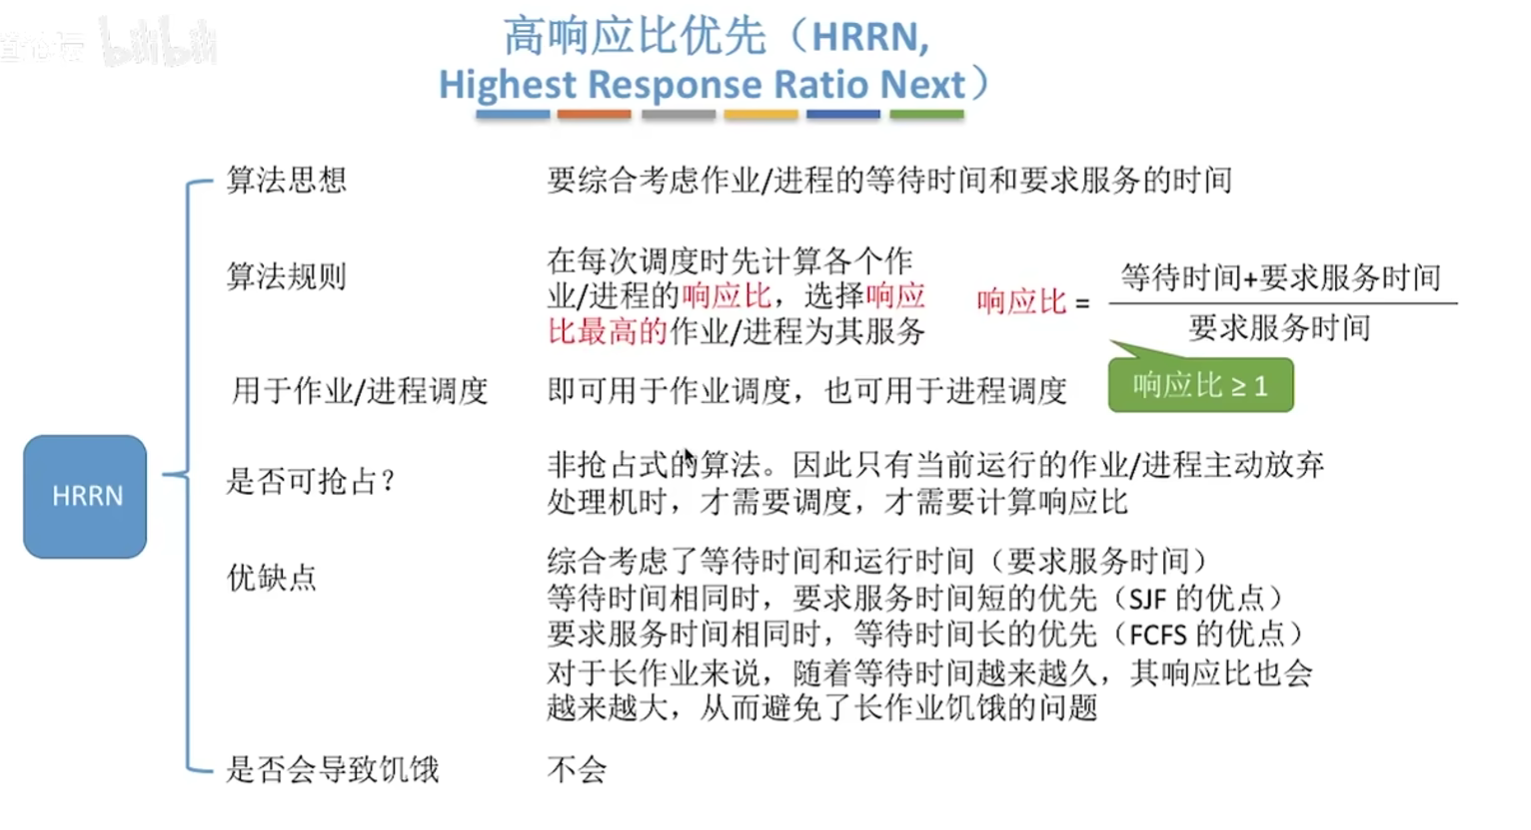 bilibili
高响应比优先（HRRN,
Highest Response Ratio Next）
算法思想
要综合考虑作业/进程的等待时间和要求服务的时间
算法规则
在每次调度时先计算各个作
业/进程的响应比，选择响应
比最高的作业/进程为其服务
响应比 =
等待时间+要求服务时间
要求服务时间
响应比 ≥ 1
用于作业/进程调度
即可用于作业调度，也可用于进程调度
HRRN
是否可抢占？
非抢占式的算法。因此只有当前运行的作业/进程主动放弃
处理机时，才需要调度，才需要计算响应比
优缺点
综合考虑了等待时间和运行时间（要求服务时间）
等待时间相同时，要求服务时间短的优先（SJF 的优点）
要求服务时间相同时，等待时间长的优先（FCFS 的优点）
对于长作业来说，随着等待时间越来越久，其响应比也会
越来越大，从而避免了长作业饥饿的问题
是否会导致饥饿
不会